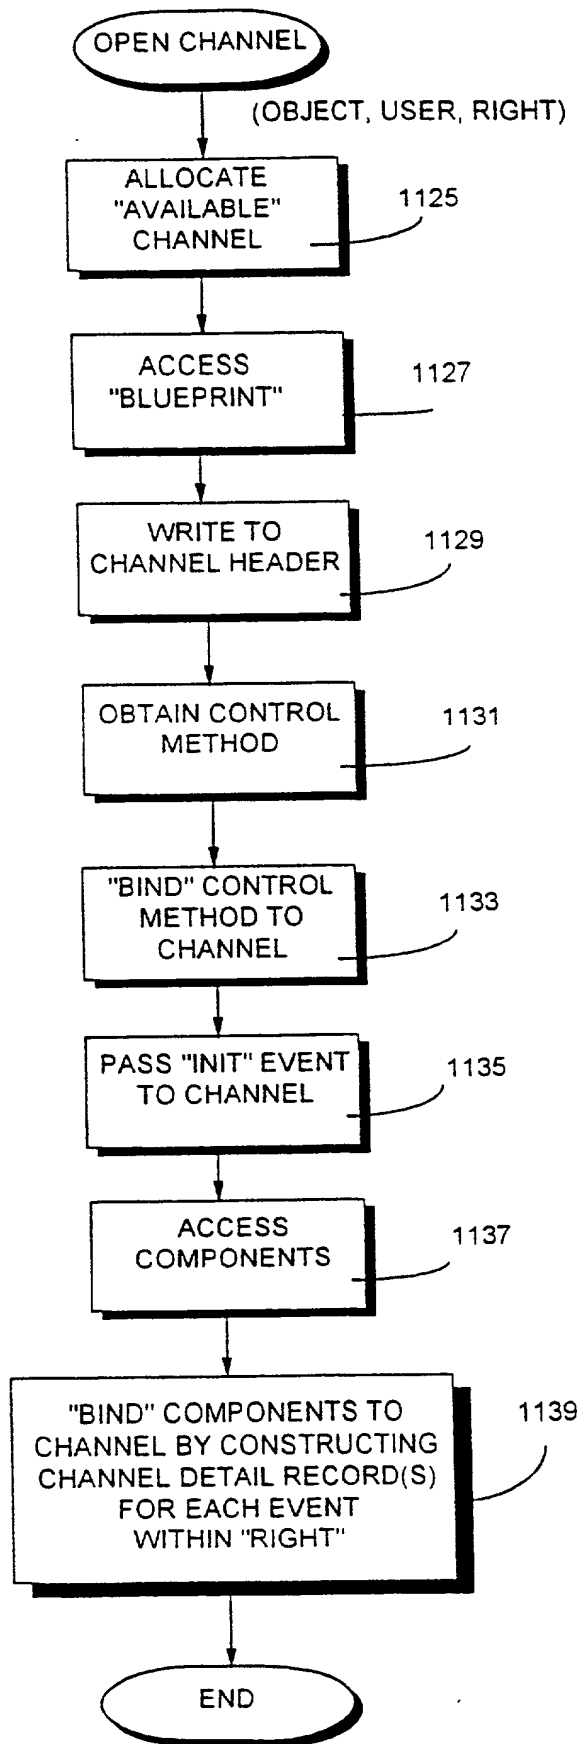 OPEN CHANNEL
(OBJECT, USER, RIGHT)
ALLOCATE
"AVAILABLE"
CHANNEL
1125
ACCESS
"BLUEPRINT"
1127
WRITE TO
CHANNEL HEADER
1129
OBTAIN CONTROL
METHOD
1131
"BIND" CONTROL
METHOD TO
CHANNEL
1133
PASS "INIT" EVENT
TO CHANNEL
1135
ACCESS
COMPONENTS
1137
"BIND" COMPONENTS TO
CHANNEL BY CONSTRUCTING
CHANNEL DETAIL RECORD(S)
FOR EACH EVENT
WITHIN "RIGHT"
1139
END